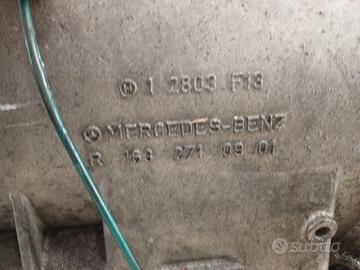 1 2803 F13
MERCEDES-BENZ
R 163 271 09 01
subito